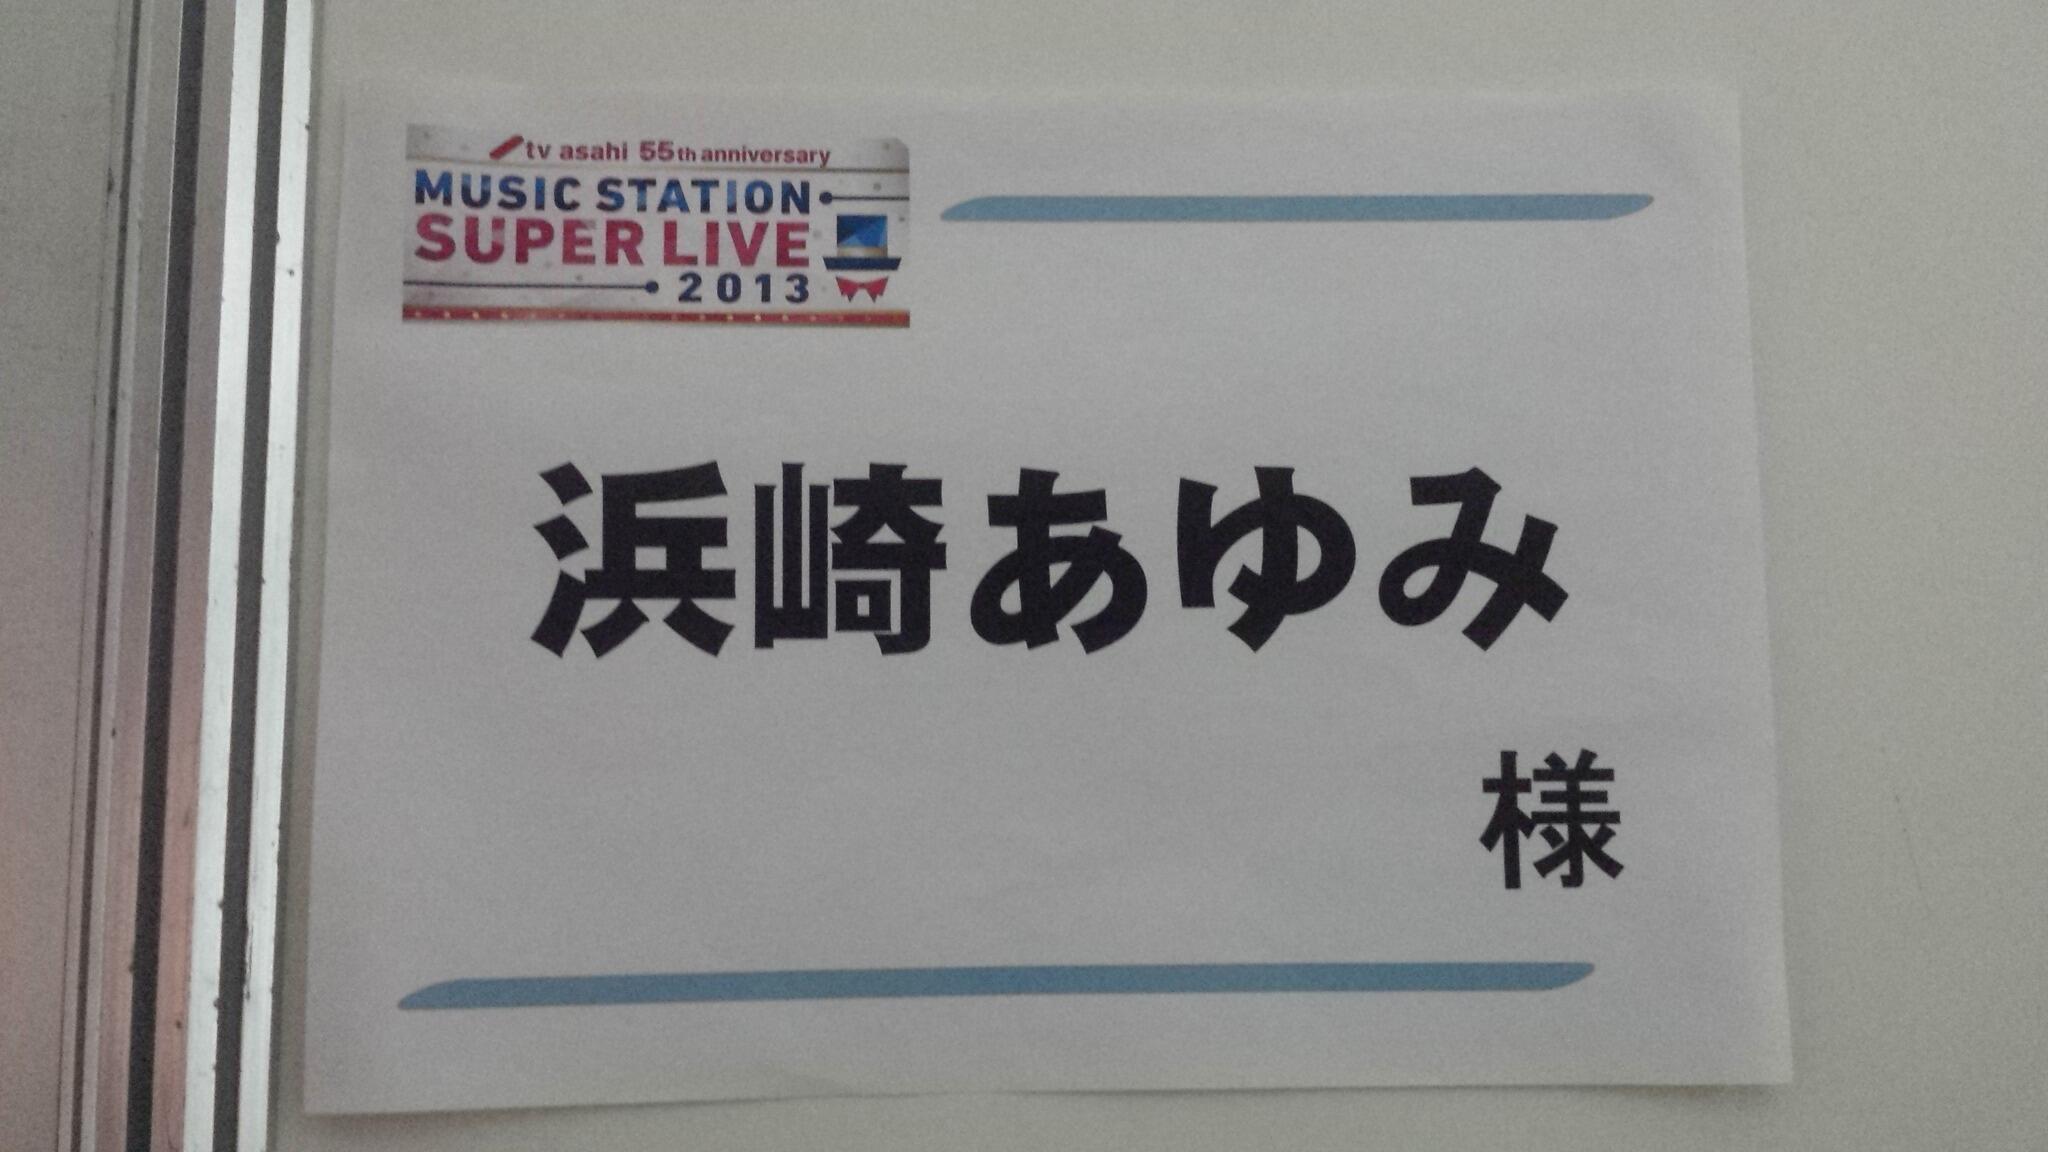 tv asahi 55th anniversary
MUSIC STATION
SUPER LIVE
2013
浜崎あゆみ
様